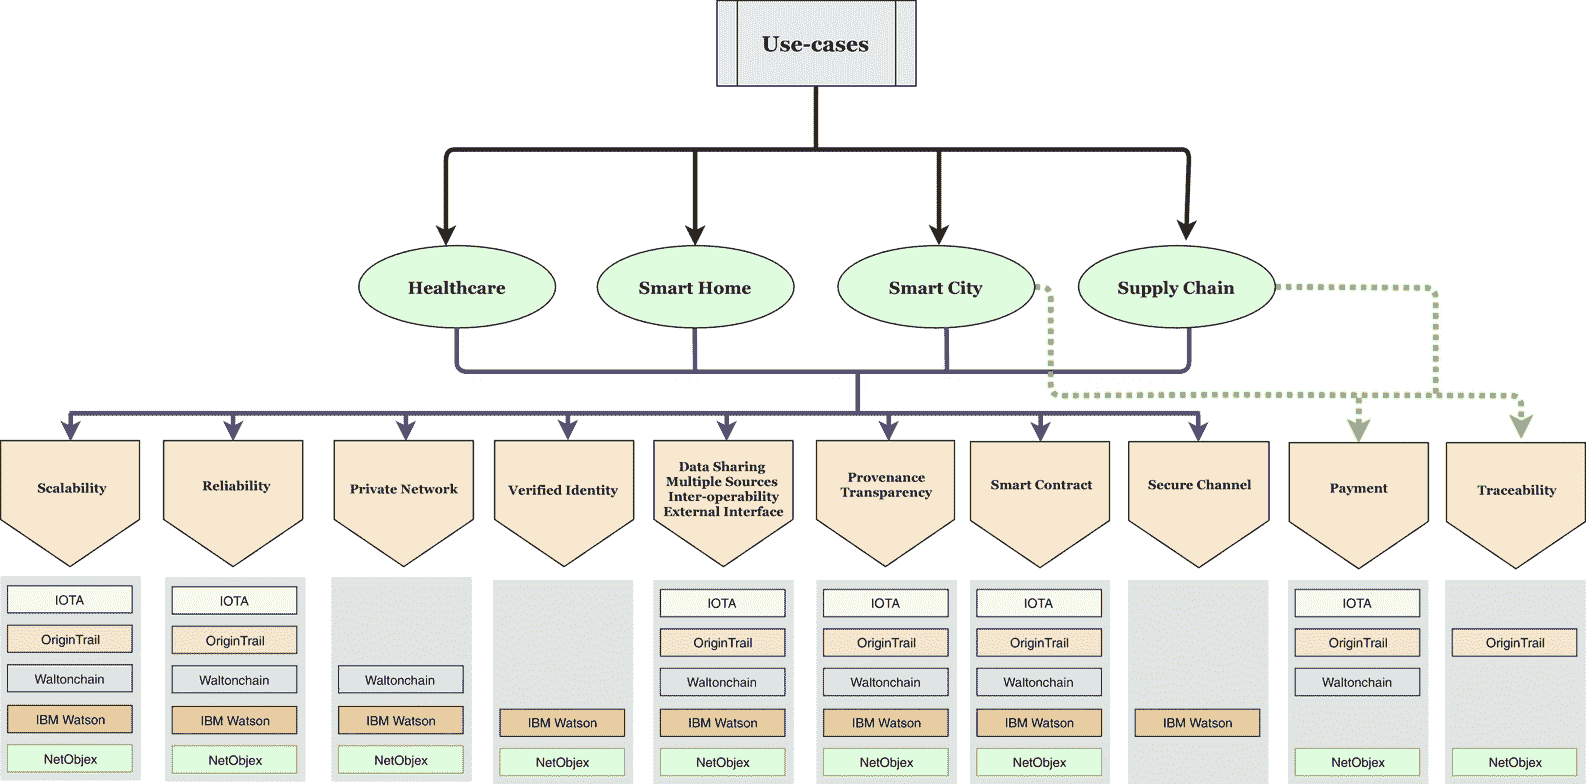 Use-cases
Healthcare
Smart Home
Smart City
Supply Chain
Scalability
Reliability
Private Network
Verified Identity
Data Sharing
Multiple Sources
Inter-operability
External Interface
Provenance
Transparency
Smart Contract
Secure Channel
Payment
Traceability
IOTA
OriginTrail
Waltonchain
IBM Watson
NetObjex
IOTA
OriginTrail
Waltonchain
IBM Watson
NetObjex
Waltonchain
IBM Watson
NetObjex
IBM Watson
NetObjex
IOTA
OriginTrail
Waltonchain
IBM Watson
NetObjex
IOTA
OriginTrail
Waltonchain
IBM Watson
NetObjex
IOTA
OriginTrail
Waltonchain
IBM Watson
NetObjex
IBM Watson
IOTA
OriginTrail
Waltonchain
NetObjex
OriginTrail
NetObjex